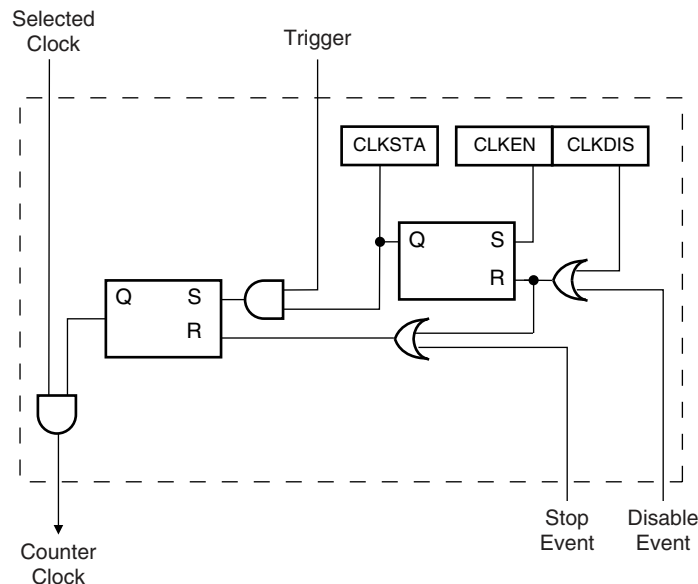 Selected
Clock
Trigger
CLKSTA
CLKEN
CLKDIS
Q
S
R
Q
S
R
Stop
Event
Disable
Event
Counter
Clock